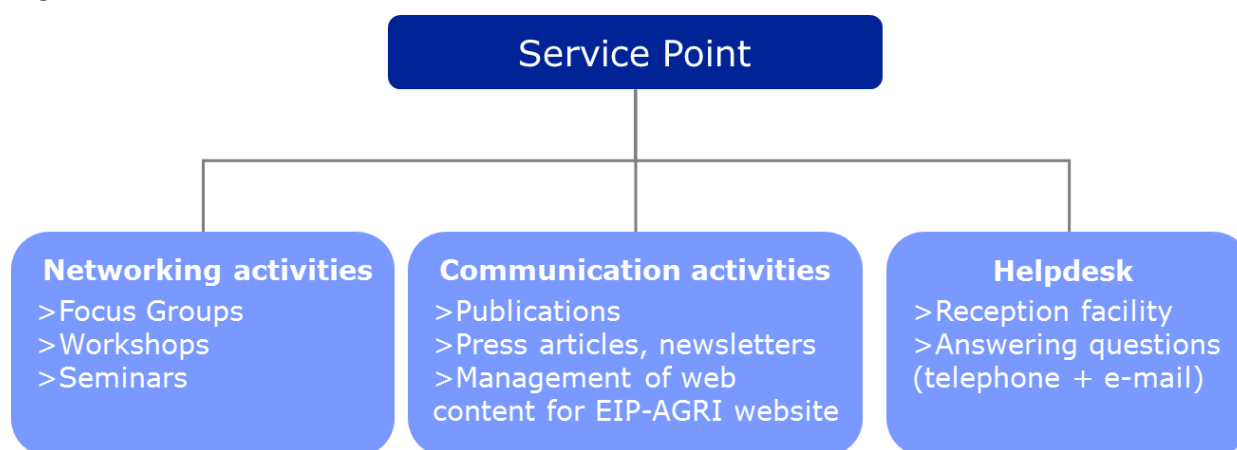 Service Point
Networking activities
>Focus Groups
>Workshops
>Seminars
Communication activities
>Publications
>Press articles, newsletters
>Management of web
content for EIP-AGRI website
Helpdesk
>Reception facility
>Answering questions
(telephone + e-mail)